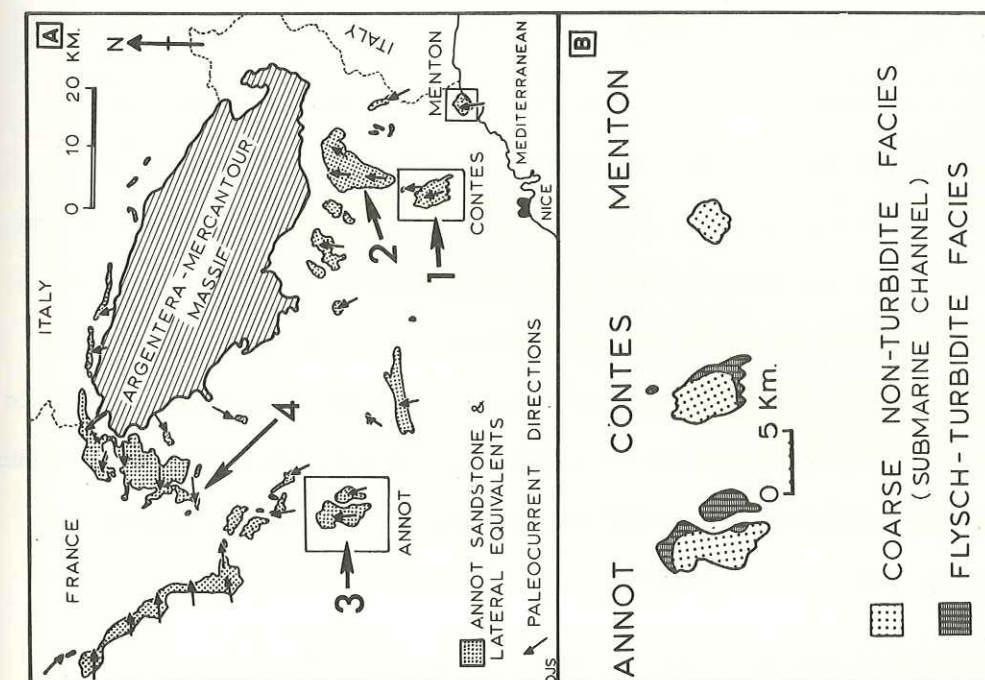 A
0 10 20 KM.
N
ITALY
ITALY
FRANCE
ARGENTERA-MERCANTOUR
MASSIF
MENTON
MEDITERRANEAN
NICE
CONTES
1
2
3
4
ANNOT
ANNOT SANDSTONE &
LATERAL EQUIVALENTS
PALEOCURRENT DIRECTIONS
DJS
B
ANNOT CONTES MENTON
0 5 Km.
COARSE NON-TURBIDITE FACIES
(SUBMARINE CHANNEL)
FLYSCH-TURBIDITE FACIES